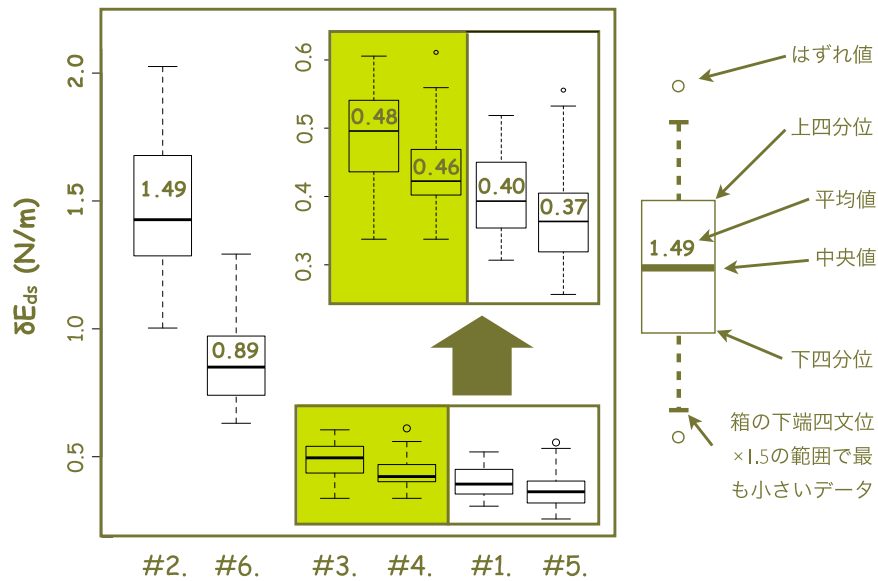 δEds (N/m)
2.0
1.5
1.0
0.5
1.49
0.89
0.6
0.5
0.4
0.3
0.48
0.46
0.40
0.37
#2. #6. #3. #4. #1. #5.
はずれ値
上四分位
平均値
1.49
中央値
下四分位
箱の下端四文位
×1.5の範囲で最
も小さいデータ